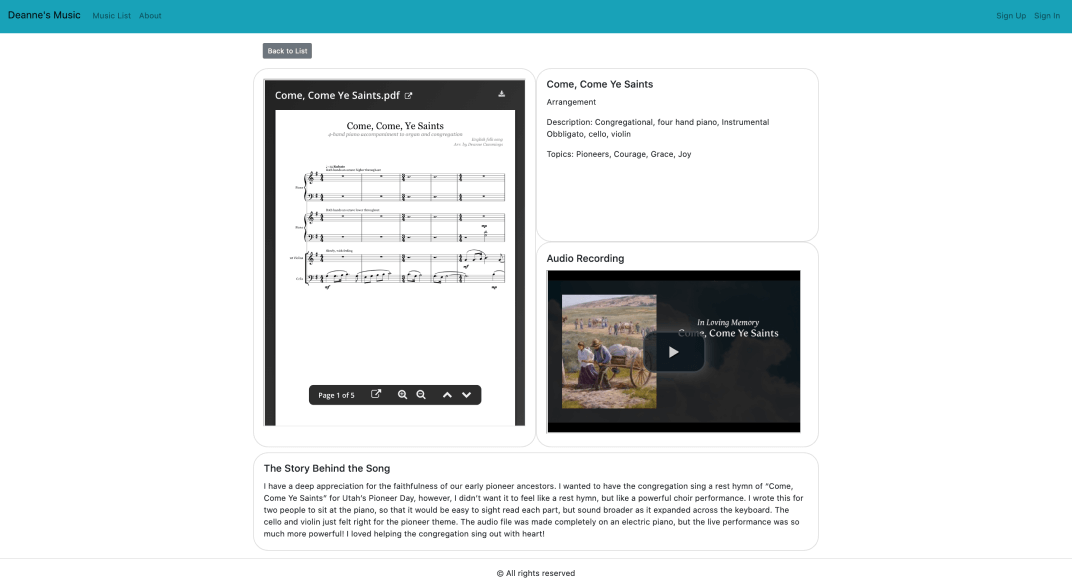 Deanne's Music Music List About Sign Up Sign In
Back to List
Come, Come Ye Saints.pdf
Come, Come, Ye Saints
4-hand piano accompaniment to organ and congregation
English folk song
Arr. by Deanne
Page 1 of 5
Come, Come Ye Saints
Arrangement
Description: Congregational, four hand piano, Instrumental
Obbligato, cello, violin
Topics: Pioneers, Courage, Grace, Joy
Audio Recording
In Loving Memory
Come, Come Ye Saints
The Story Behind the Song
I have a deep appreciation for the faithfulness of our early pioneer ancestors. I wanted to have the congregation sing a rest hymn of “Come,
Come Ye Saints” for Utah's Pioneer Day, however, I didn't want it to feel like a rest hymn, but like a powerful choir performance. I wrote this for
two people to sit at the piano, so that it would be easy to sight read each part, but sound broader as it expanded across the keyboard. The
cello and violin just felt right for the pioneer theme. The audio file was made completely on an electric piano, but the live performance was so
much more powerful! I loved helping the congregation sing out with heart!
© All rights reserved